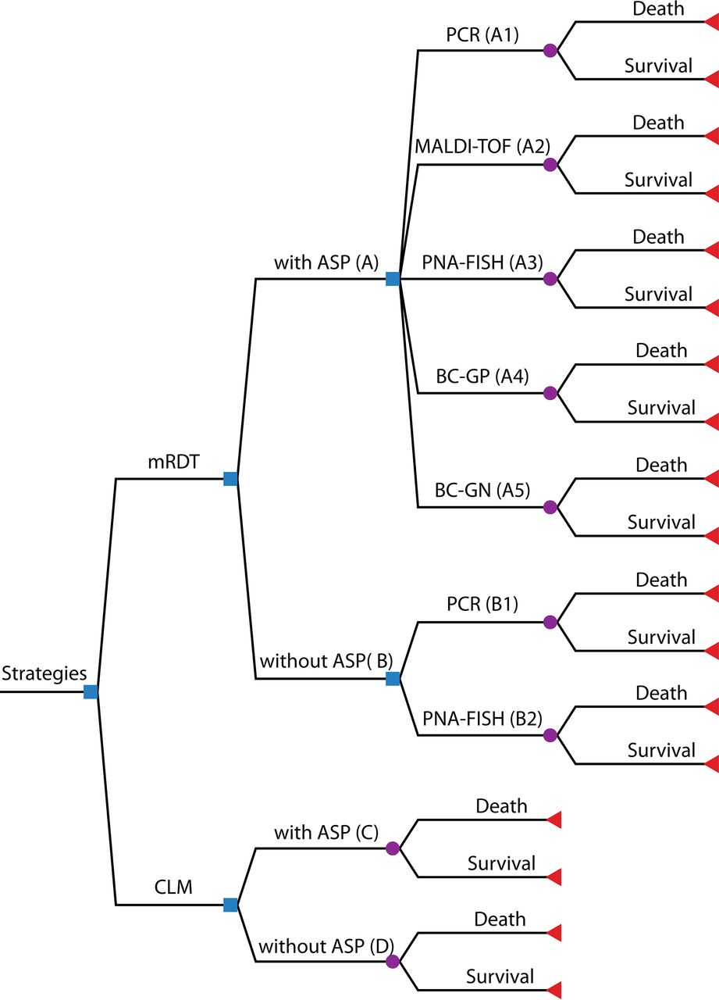 Death
PCR (A1)
Survival
Death
MALDI-TOF (A2)
Survival
Death
with ASP (A)
PNA-FISH (A3)
Survival
Death
BC-GP (A4)
Survival
mRDT
Death
BC-GN (A5)
Survival
Death
PCR (B1)
Survival
without ASP( B)
Strategies
Death
PNA-FISH (B2)
Survival
Death
with ASP (C)
Survival
CLM
Death
without ASP (D)
Survival